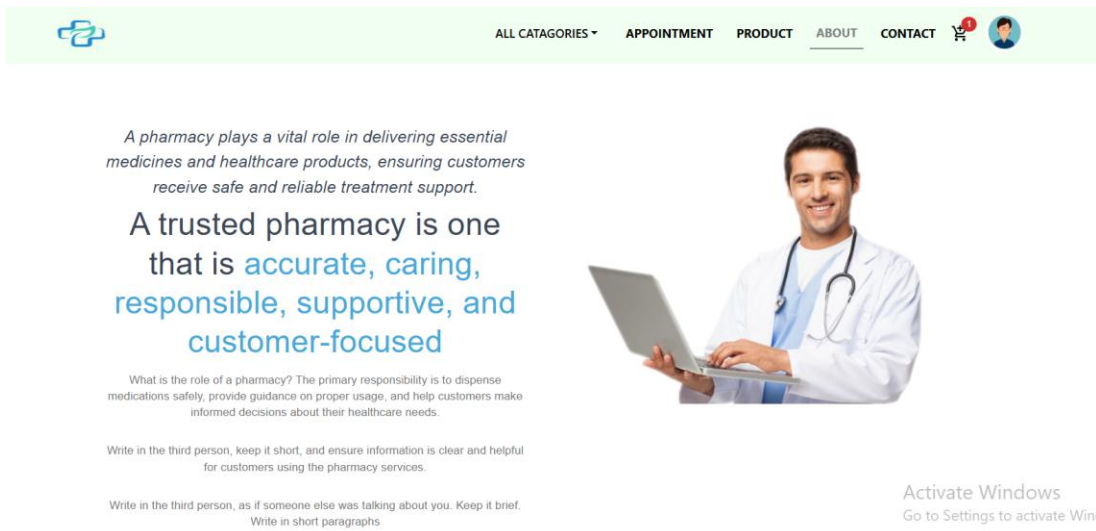 ALL CATAGORIES
APPOINTMENT
PRODUCT
ABOUT
CONTACT
1
A pharmacy plays a vital role in delivering essential
medicines and healthcare products, ensuring customers
receive safe and reliable treatment support.
A trusted pharmacy is one
that is accurate, caring,
responsible, supportive, and
customer-focused
What is the role of a pharmacy? The primary responsibility is to dispense
medications safely, provide guidance on proper usage, and help customers make
informed decisions about their healthcare needs.
Write in the third person, keep it short, and ensure information is clear and helpful
for customers using the pharmacy services.
Write in the third person, as if someone else was talking about you. Keep it brief.
Write in short paragraphs
Activate Windows
Go to Settings to activate Win